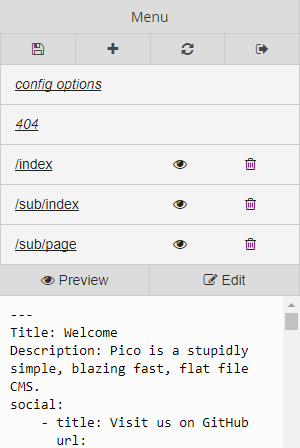 Menu
config options
404
/index
/sub/index
/sub/page
Preview Edit
---
Title: Welcome
Description: Pico is a stupidly
simple, blazing fast, flat file
CMS.
social:
    - title: Visit us on GitHub
      url: